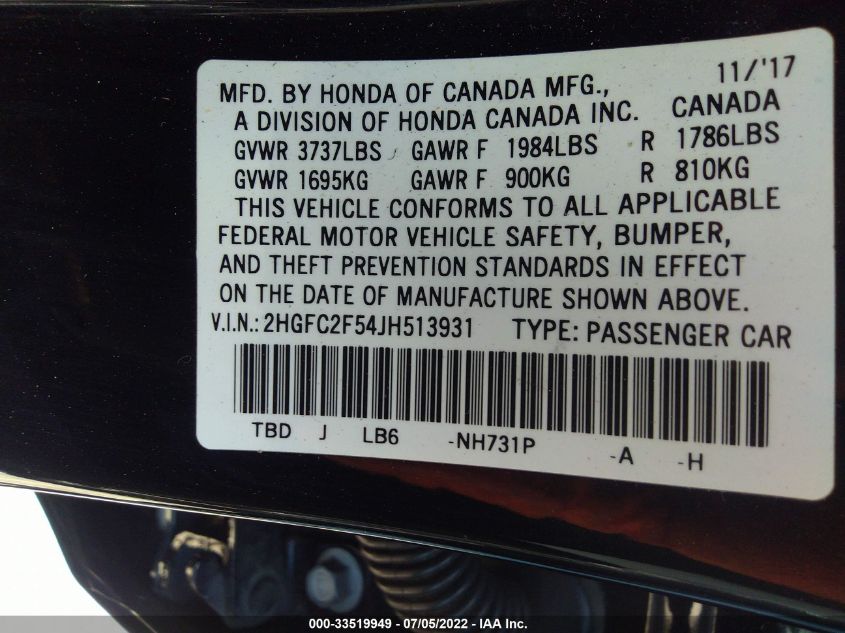 11/'17
MFD. BY HONDA OF CANADA MFG.,
A DIVISION OF HONDA CANADA INC. CANADA
GVWR 3737LBS GAWR F 1984LBS R 1786LBS
GVWR 1695KG GAWR F 900KG R 810KG
THIS VEHICLE CONFORMS TO ALL APPLICABLE
FEDERAL MOTOR VEHICLE SAFETY, BUMPER,
AND THEFT PREVENTION STANDARDS IN EFFECT
ON THE DATE OF MANUFACTURE SHOWN ABOVE.
V.I.N.: 2HGFC2F54JH513931 TYPE: PASSENGER CAR
TBD J LB6 -NH731P -A -H
000-33519949 - 07/05/2022 - IAA Inc.